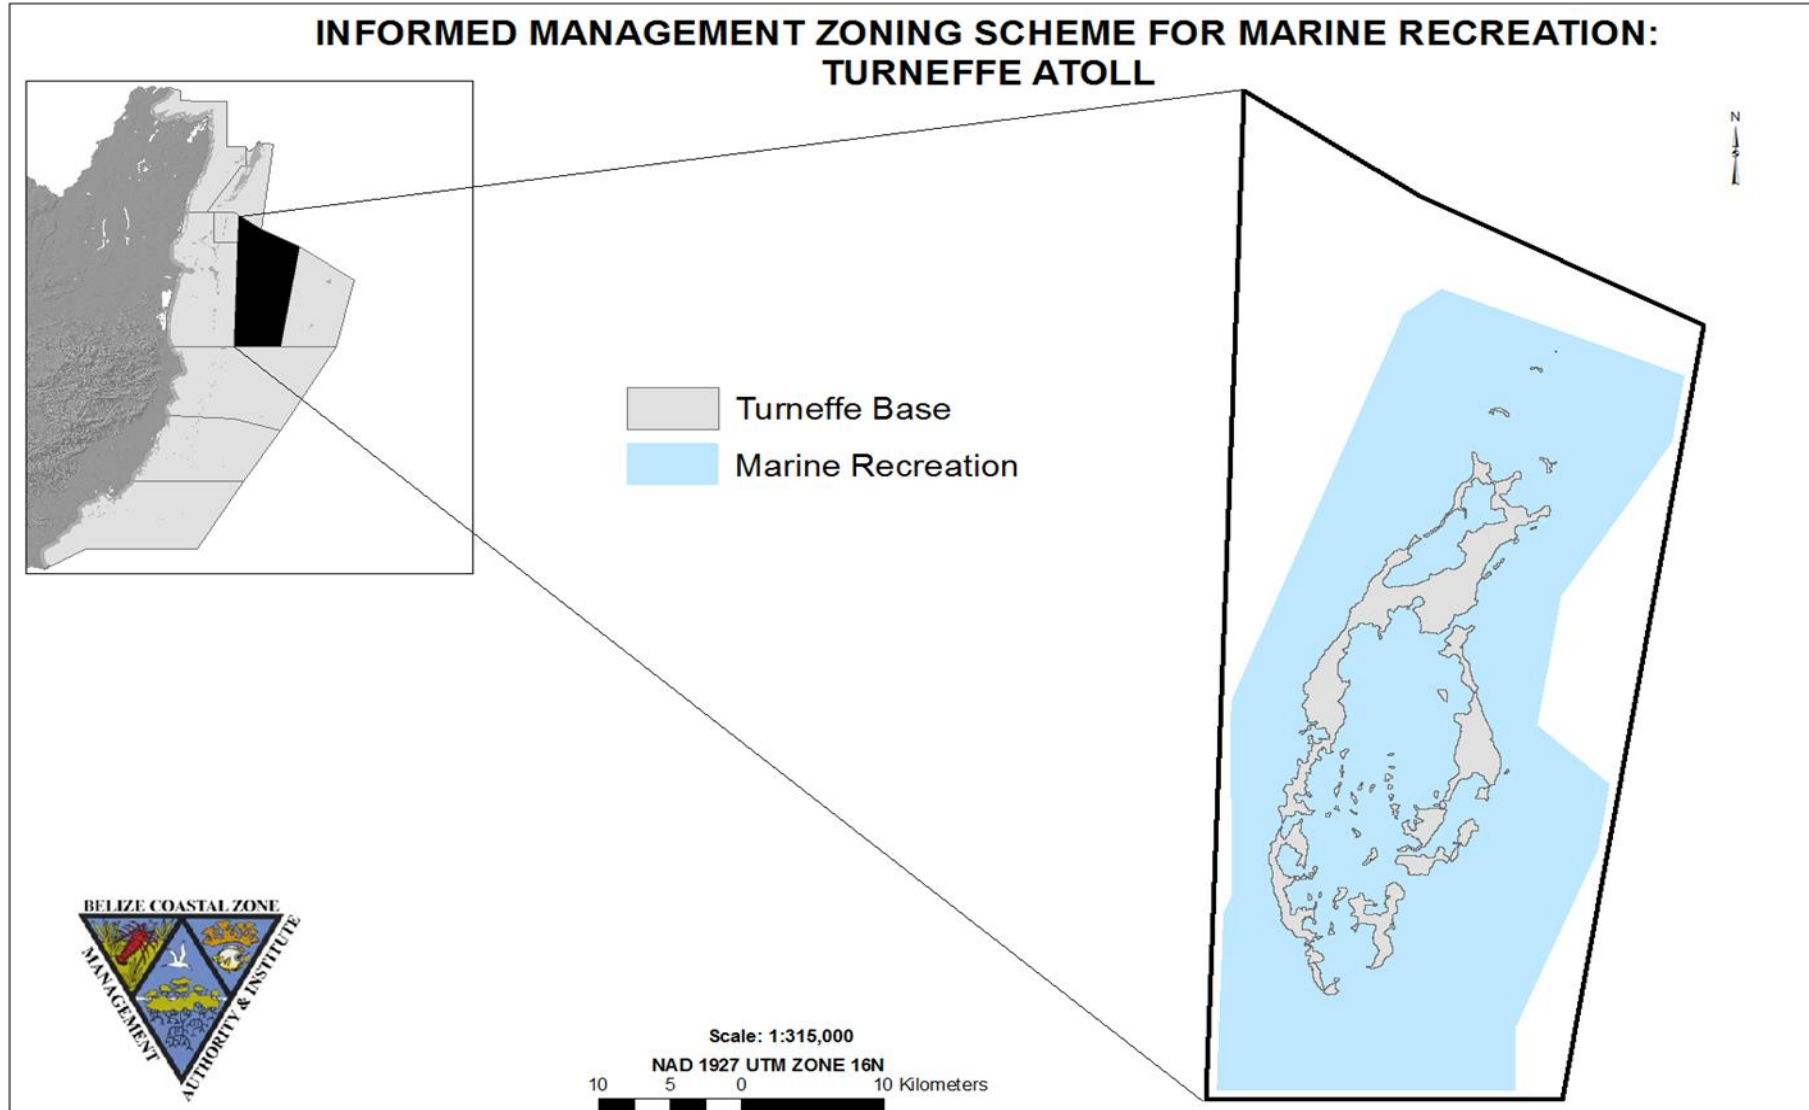 INFORMED MANAGEMENT ZONING SCHEME FOR MARINE RECREATION:
TURNEFFE ATOLL
N
Turneffe Base
Marine Recreation
BELIZE COASTAL ZONE
MANAGEMENT
AUTHORITY & INSTITUTE
Scale: 1:315,000
NAD 1927 UTM ZONE 16N
10 5 0 10 Kilometers